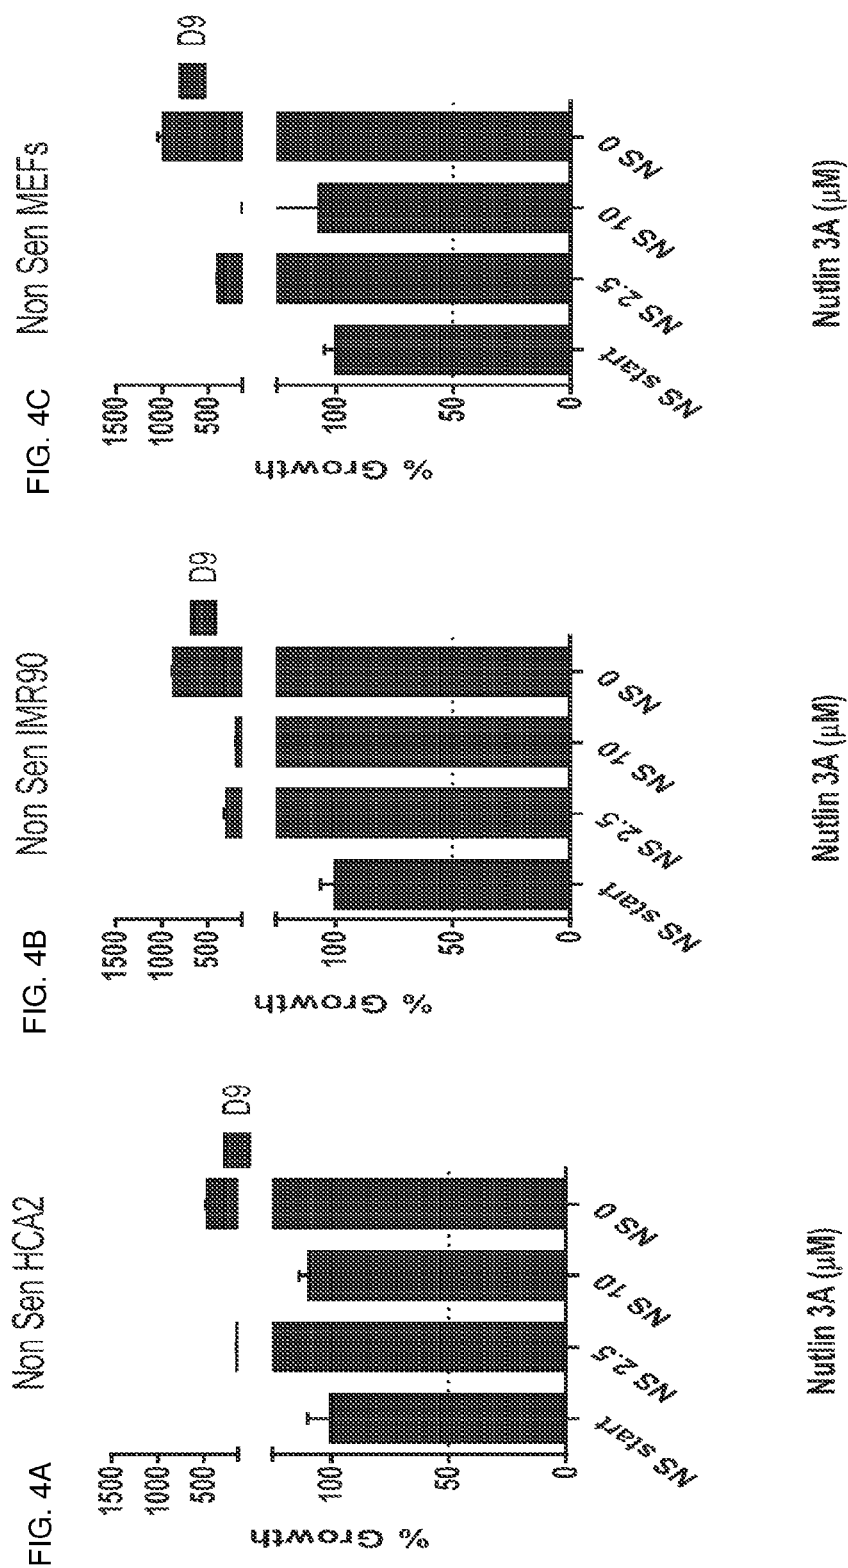 FIG. 4A
Non Sen HCA2
% Growth
1500
1000
500
100
50
0
D9
NS start
NS 2.5
NS 10
NS 0
Nutlin 3A (µM)
FIG. 4B
Non Sen IMR90
% Growth
1500
1000
500
100
50
0
D9
NS start
NS 2.5
NS 10
NS 0
Nutlin 3A (µM)
FIG. 4C
Non Sen MEFs
% Growth
1500
1000
500
100
50
0
D9
NS start
NS 2.5
NS 10
NS 0
Nutlin 3A (µM)